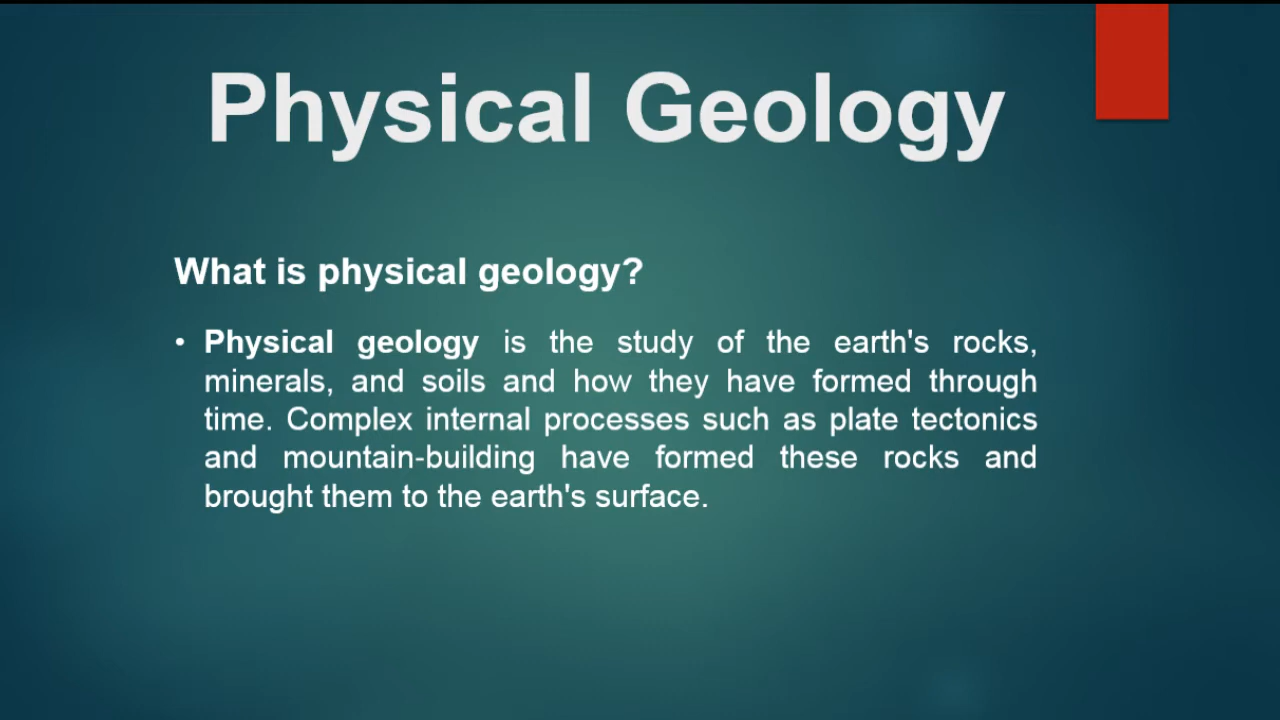 Physical Geology
What is physical geology?
• Physical geology is the study of the earth's rocks,
minerals, and soils and how they have formed through
time. Complex internal processes such as plate tectonics
and mountain-building have formed these rocks and
brought them to the earth's surface.